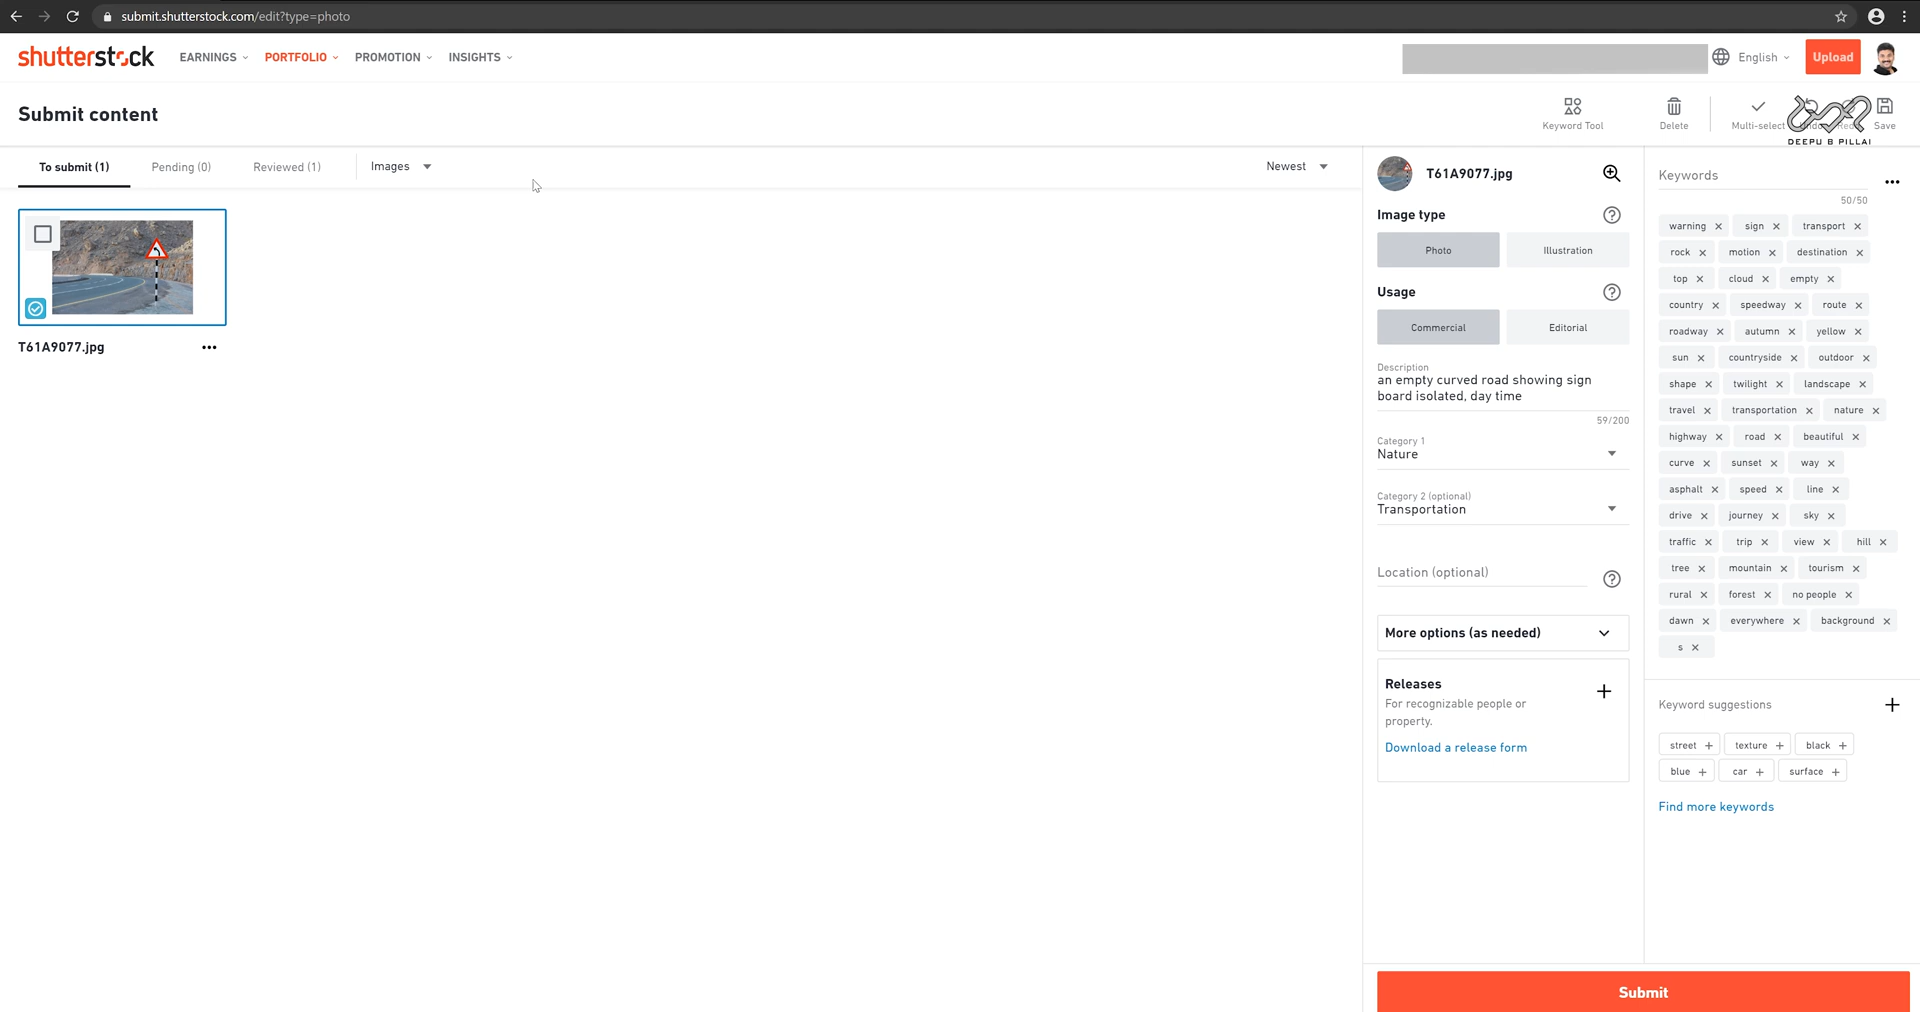 submit.shutterstock.com/edit?type=photo
shutterstock EARNINGS PORTFOLIO PROMOTION INSIGHTS English Upload
Submit content
Keyword Tool Delete Multi-select Save
DEEPU B PILLAI
To submit (1) Pending (0) Reviewed (1) Images Newest
T61A9077.jpg
T61A9077.jpg
Image type
Photo Illustration
Usage
Commercial Editorial
Description
an empty curved road showing sign
board isolated, day time
59/200
Category 1
Nature
Category 2 (optional)
Transportation
Location (optional)
More options (as needed)
Releases
For recognizable people or
property.
Download a release form
Keywords
50/50
warning sign transport
rock motion destination
top cloud empty
country speedway route
roadway autumn yellow
sun countryside outdoor
shape twilight landscape
travel transportation nature
highway road beautiful
curve sunset way
asphalt speed line
drive journey sky
traffic trip view hill
tree mountain tourism
rural forest no people
dawn everywhere background
s
Keyword suggestions
street texture black
blue car surface
Find more keywords
Submit